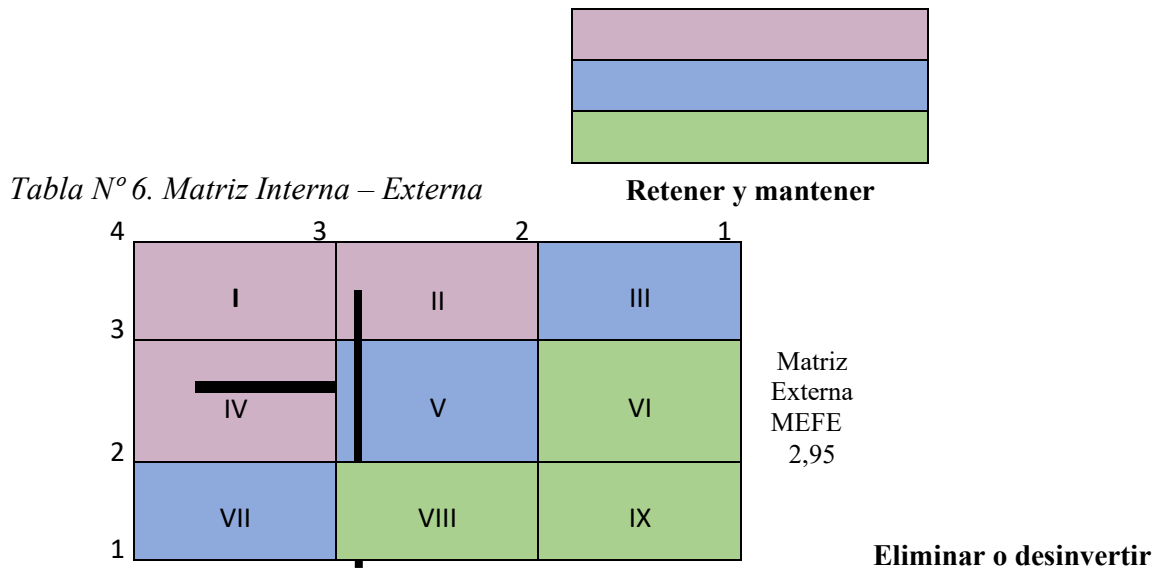 Tabla Nº 6. Matriz Interna – Externa
Retener y mantener
4 3 2 1
I II III
3
IV V VI
2
VII VIII IX
1
Matriz
Externa
MEFE
2,95
Eliminar o desinvertir